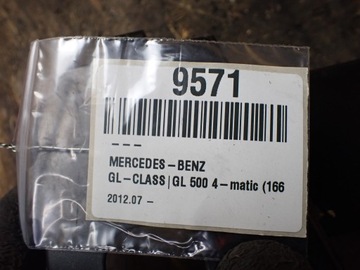 9571
---
MERCEDES-BENZ
GL-CLASS|GL 500 4-matic (166
2012.07 -